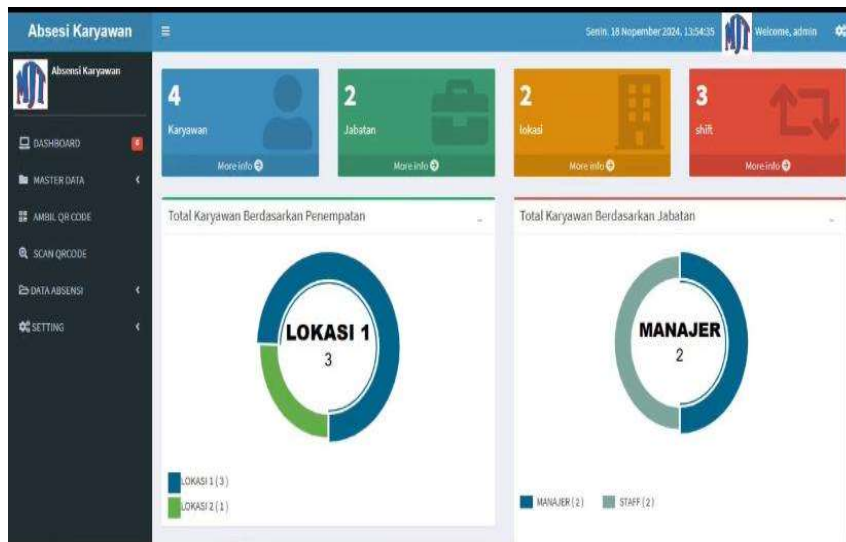 Absesi Karyawan
Senin, 18 Nopember 2024, 13:54:35
MJT
Welcome, admin
MJT
Absensi Karyawan
DASHBOARD
MASTER DATA
AMBIL QR CODE
SCAN QRCODE
DATA ABSENSI
SETTING
4
Karyawan
More info
2
Jabatan
More info
2
lokasi
More info
3
shift
More info
Total Karyawan Berdasarkan Penempatan
LOKASI 1
3
LOKASI 1 ( 3 )
LOKASI 2 ( 1 )
Total Karyawan Berdasarkan Jabatan
MANAJER
2
MANAJER ( 2 )
STAFF ( 2 )